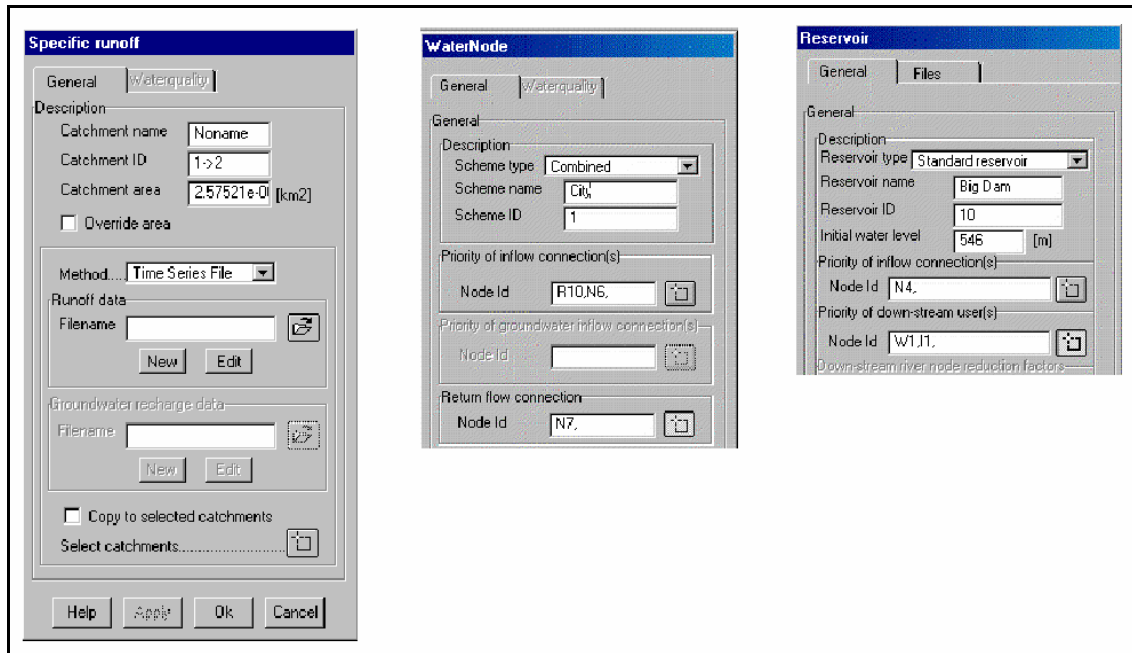 Specific runoff
General Waterquality
Description
Catchment name Noname
Catchment ID 1->2
Catchment area 2.57521e-0 [km2]
Override area
Method.... Time Series File
Runoff data
Filename
New Edit
Groundwater recharge data
Filename
New Edit
Copy to selected catchments
Select catchments........................
Help Apply Ok Cancel
WaterNode
General Waterquality
General
Description
Scheme type Combined
Scheme name City
Scheme ID 1
Priority of inflow connection(s)
Node Id R10,N6,
Priority of groundwater inflow connection(s)
Node Id
Return flow connection
Node Id N7,
Reservoir
General Files
General
Description
Reservoir type Standard reservoir
Reservoir name Big Dam
Reservoir ID 10
Initial water level 546 [m]
Priority of inflow connection(s)
Node Id N4,
Priority of down-stream user(s)
Node Id W1,I1,
Down-stream river node reduction factors